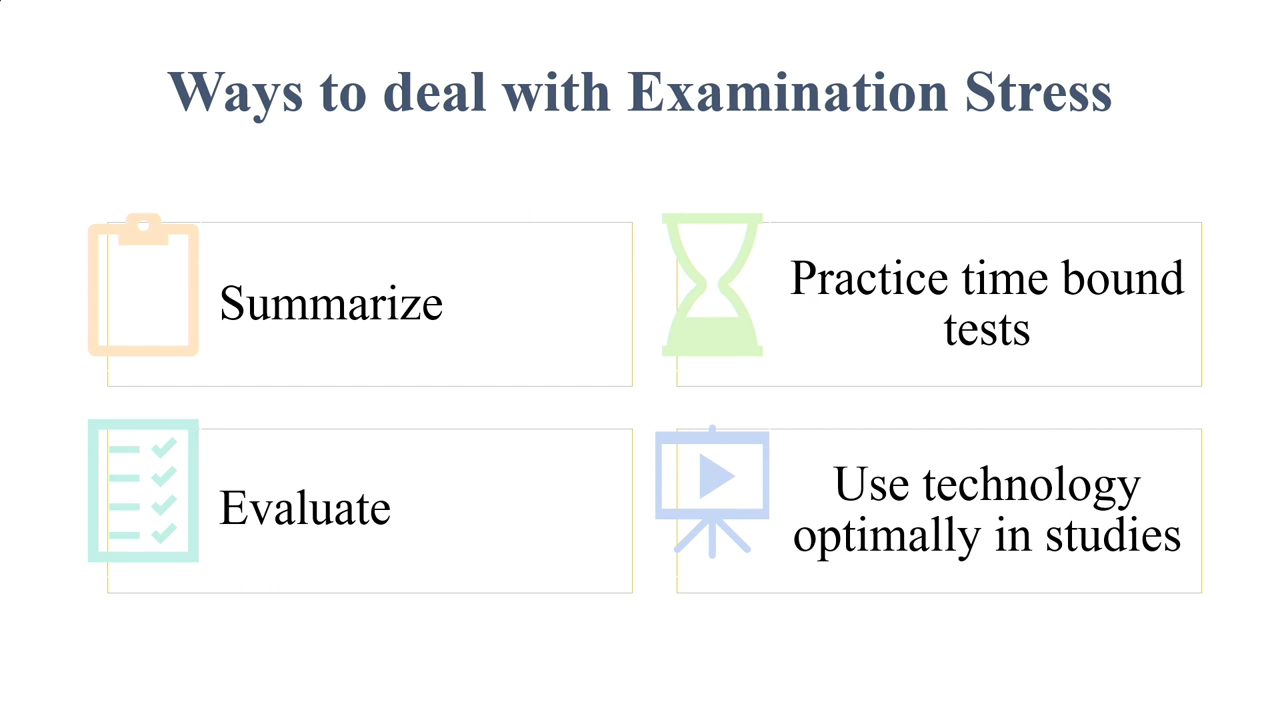 Ways to deal with Examination Stress
Summarize
Practice time bound
tests
Evaluate
Use technology
optimally in studies